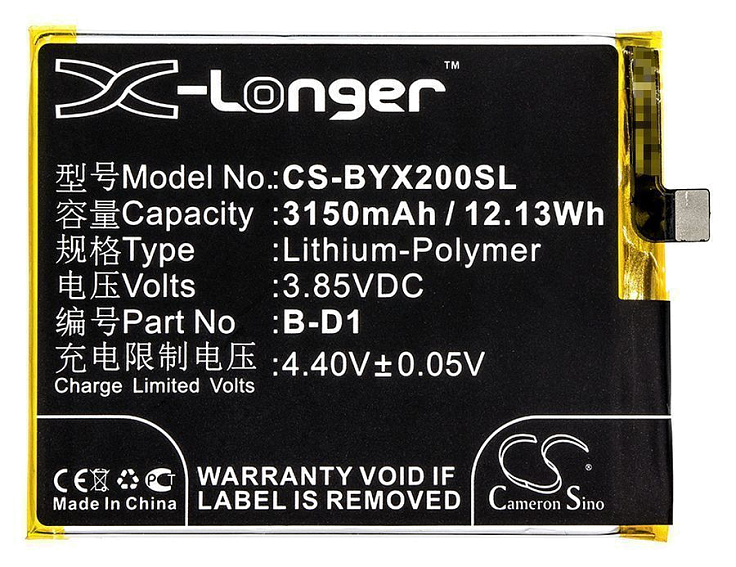 X-Longer™
型号Model No.:CS-BYX200SL
容量Capacity :3150mAh / 12.13Wh
规格Type :Lithium-Polymer
电压Volts :3.85VDC
编号Part No :B-D1
充电限制电压 :4.40V±0.05V
Charge Limited Volts
CE PCT
Made In China
WARRANTY VOID IF
LABEL IS REMOVED
CS®
Cameron Sino